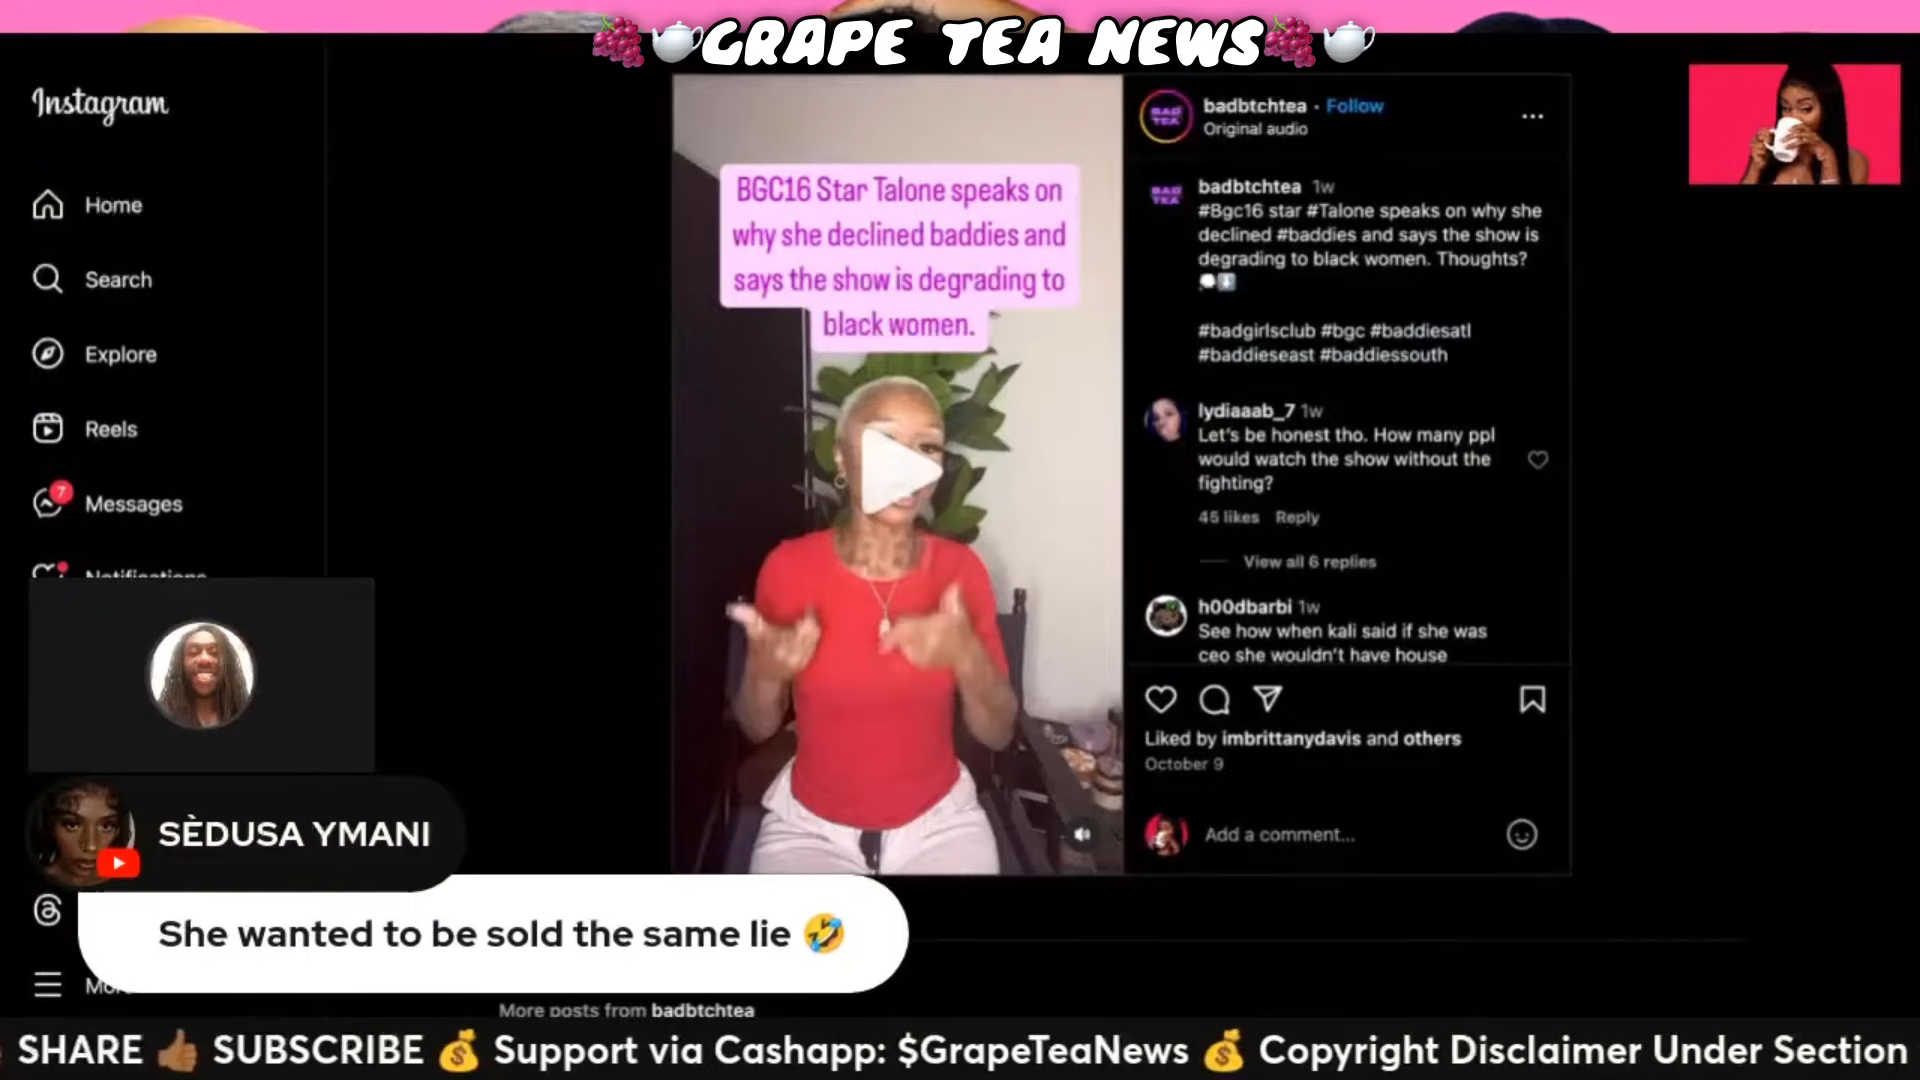 GRAPE TEA NEWS
Instagram
Home
Search
Explore
Reels
7
Messages
Notifications
BGC16 Star Talone speaks on
why she declined baddies and
says the show is degrading to
black women.
BAD
TEA
badbtchtea · Follow
Original audio
BAD
TEA
badbtchtea 1w
#Bgc16 star #Talone speaks on why she
declined #baddies and says the show is
degrading to black women. Thoughts?
#badgirlsclub #bgc #baddiesatl
#baddieseast #baddiessouth
lydiaaab_7 1w
Let's be honest tho. How many ppl
would watch the show without the
fighting?
45 likes Reply
View all 6 replies
h00dbarbi 1w
See how when kali said if she was
ceo she wouldn't have house
Liked by imbrittanydavis and others
October 9
Add a comment...
SÈDUSA YMANI
She wanted to be sold the same lie 🤣
More posts from badbtchtea
SHARE 👍🏾 SUBSCRIBE 💰 Support via Cashapp: $GrapeTeaNews 💰 Copyright Disclaimer Under Section